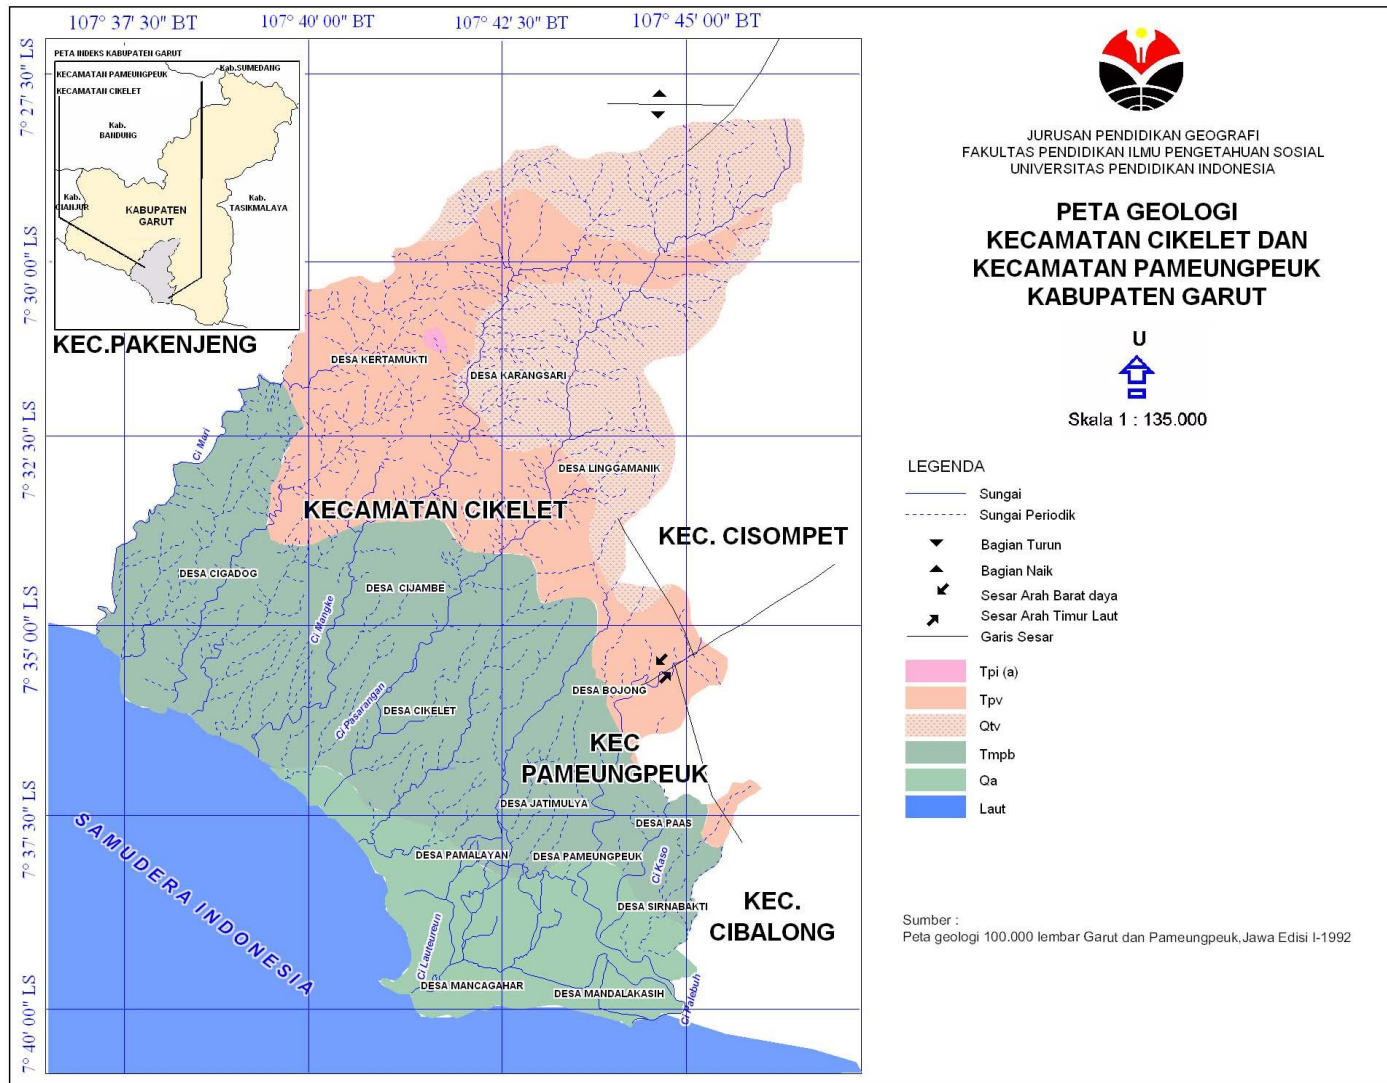 107° 37' 30" BT
107° 40' 00" BT
107° 42' 30" BT
107° 45' 00" BT
7° 27' 30" LS
7° 30' 00" LS
7° 32' 30" LS
7° 35' 00" LS
7° 37' 30" LS
7° 40' 00" LS
PETA INDEKS KABUPATEN GARUT
KECAMATAN PAMEUNGPEUK
KECAMATAN CIKELET
Kab.SUMEDANG
Kab.
BANDUNG
Kab.
CIANJUR
KABUPATEN
GARUT
Kab.
TASIKMALAYA
KEC.PAKENJENG
DESA KERTAMUKTI
DESA KARANGSARI
Ci Mari
DESA LINGGAMANIK
KECAMATAN CIKELET
KEC. CISOMPET
DESA CIGADOG
DESA CIJAMBE
Ci Mangke
DESA BOJONG
Ci Pasarangan
DESA CIKELET
KEC
PAMEUNGPEUK
DESA JATIMULYA
DESA PAAS
DESA PAMALAYAN
DESA PAMEUNGPEUK
Ci Kaso
DESA SIRNABAKTI
KEC.
CIBALONG
SAMUDERA INDONESIA
Ci Lauteureun
DESA MANCAGAHAR
DESA MANDALAKASIH
Ci Palebuh
JURUSAN PENDIDIKAN GEOGRAFI
FAKULTAS PENDIDIKAN ILMU PENGETAHUAN SOSIAL
UNIVERSITAS PENDIDIKAN INDONESIA
PETA GEOLOGI
KECAMATAN CIKELET DAN
KECAMATAN PAMEUNGPEUK
KABUPATEN GARUT
U
Skala 1 : 135.000
LEGENDA
Sungai
Sungai Periodik
Bagian Turun
Bagian Naik
Sesar Arah Barat daya
Sesar Arah Timur Laut
Garis Sesar
Tpi (a)
Tpv
Qtv
Tmpb
Qa
Laut
Sumber :
Peta geologi 100.000 lembar Garut dan Pameungpeuk,Jawa Edisi I-1992